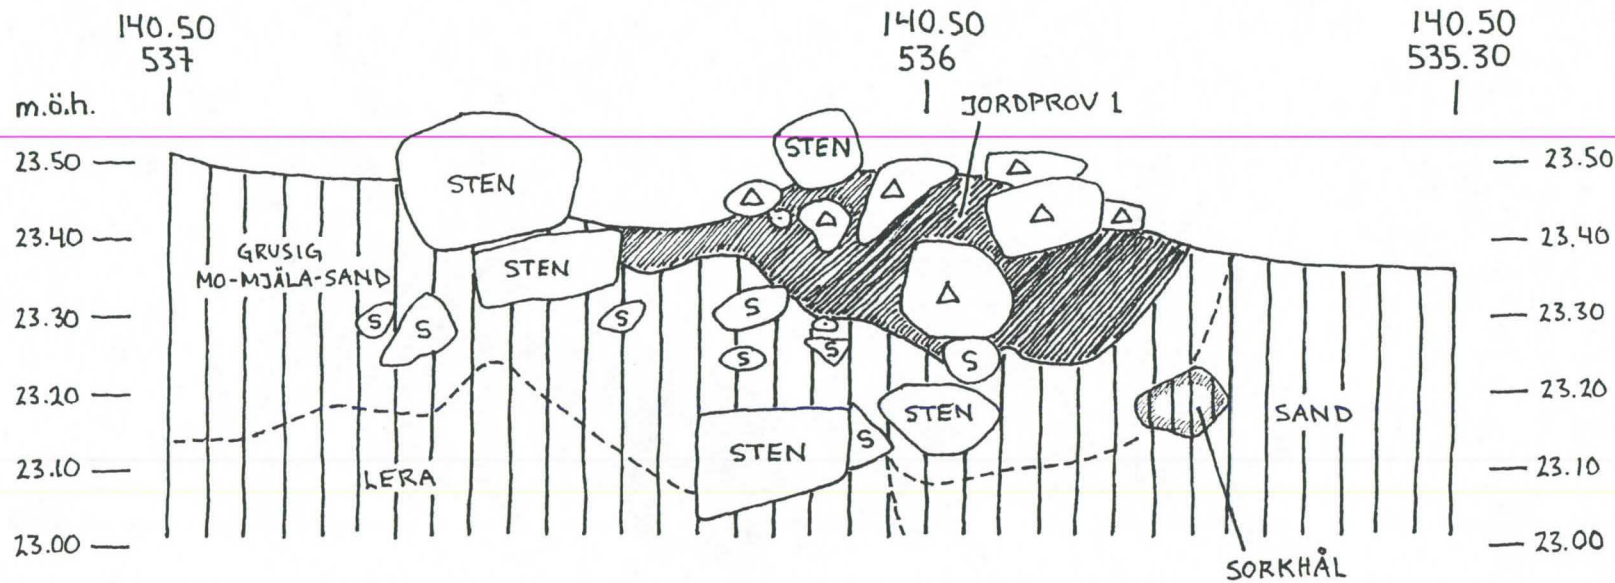 140.50
537
140.50
536
140.50
535.30
m.ö.h.
JORDPROV 1
23.50
STEN
STEN
Δ
23.50
Δ
Δ
Δ
Δ
Δ
23.40
GRUSIG
MO-MJÄLA-SAND
STEN
23.40
Δ
23.30
S
S
S
S
23.30
S
S
S
23.20
STEN
SAND
23.20
23.10
LERA
STEN
S
23.10
23.00
23.00
SORKHÅL